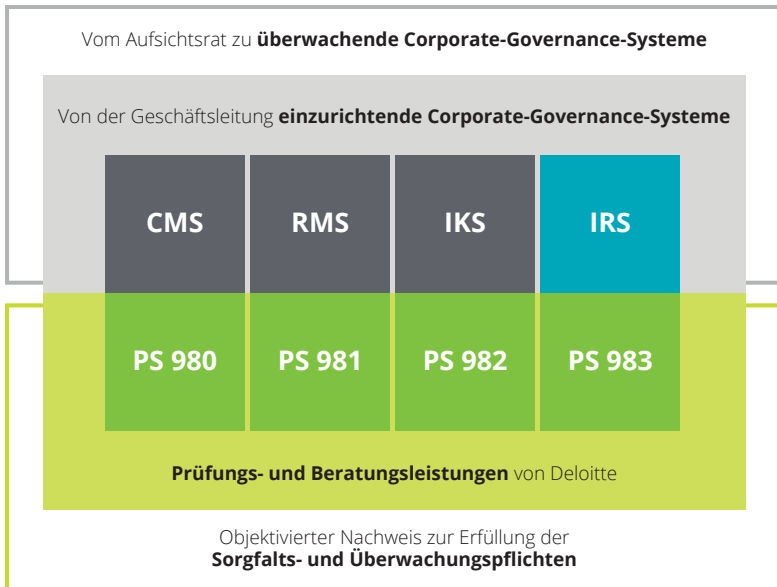 Vom Aufsichtsrat zu überwachende Corporate-Governance-Systeme
Von der Geschäftsleitung einzurichtende Corporate-Governance-Systeme
CMS RMS IKS IRS
PS 980 PS 981 PS 982 PS 983
Prüfungs- und Beratungsleistungen von Deloitte
Objektivierter Nachweis zur Erfüllung der
Sorgfalts- und Überwachungspflichten